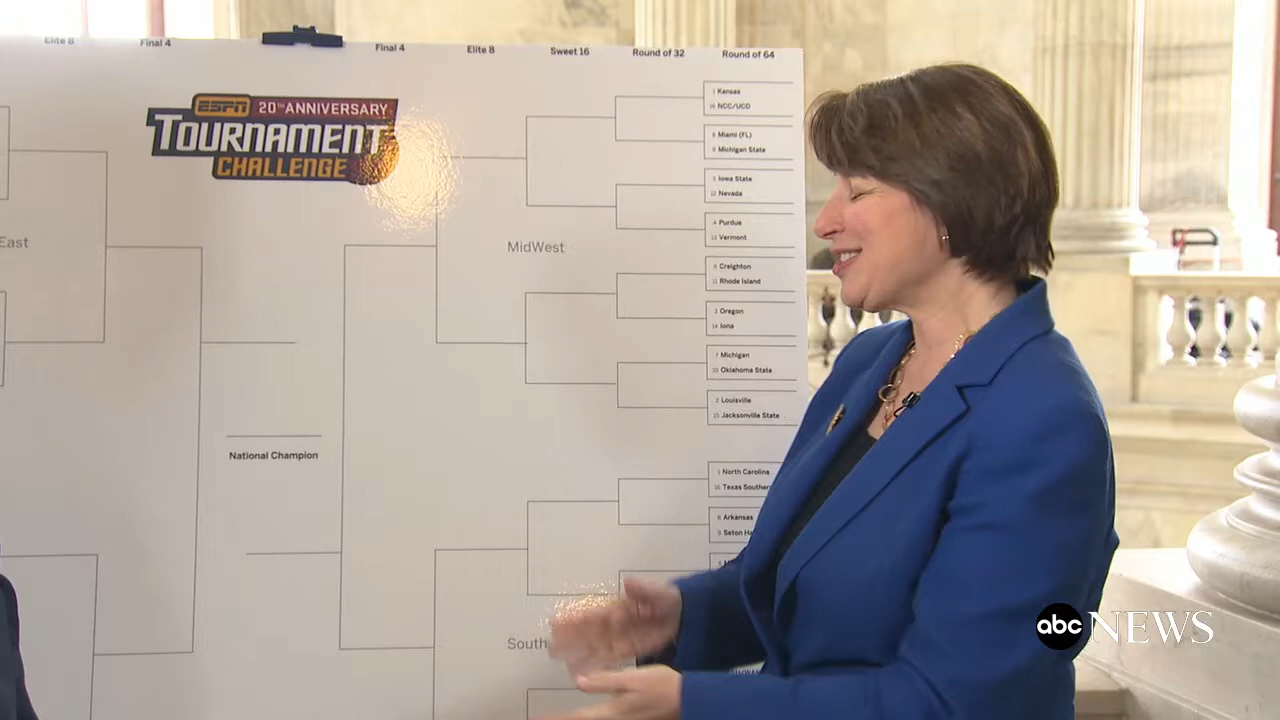 Elite 8
Final 4
Final 4
Elite 8
Sweet 16
Round of 32
Round of 64
ESPN 20TH ANNIVERSARY
TOURNAMENT
CHALLENGE
East
MidWest
National Champion
South
1 Kansas
16 NCC/UCD
8 Miami (FL)
9 Michigan State
5 Iowa State
12 Nevada
4 Purdue
13 Vermont
6 Creighton
11 Rhode Island
3 Oregon
14 Iona
7 Michigan
10 Oklahoma State
2 Louisville
15 Jacksonville State
1 North Carolina
16 Texas Southern
8 Arkansas
9 Seton Ha
abc NEWS